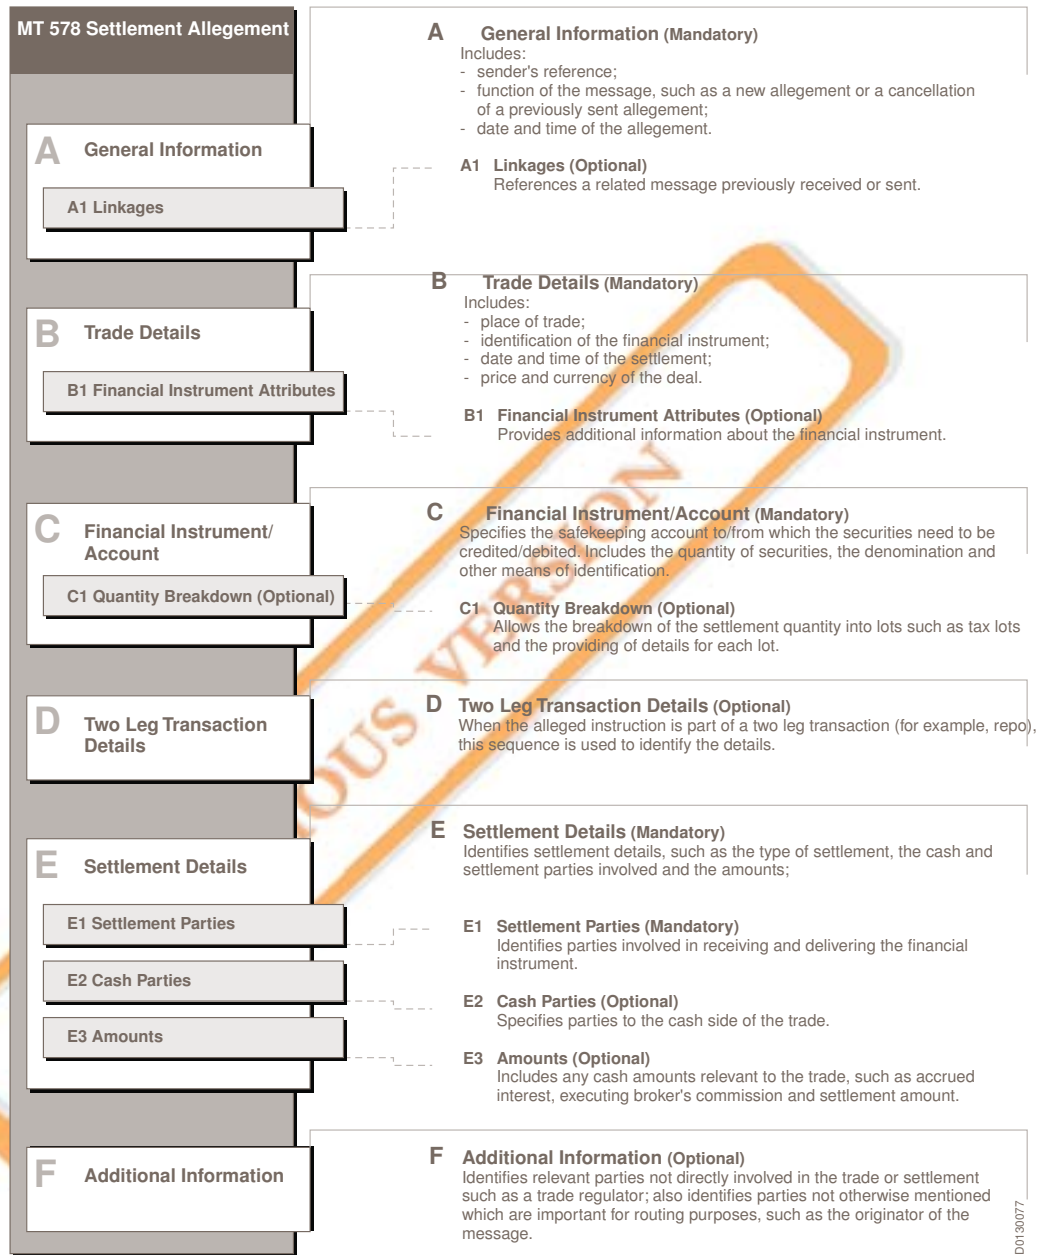 MT 578 Settlement Allegement
A General Information
A1 Linkages
B Trade Details
B1 Financial Instrument Attributes
C Financial Instrument/
Account
C1 Quantity Breakdown (Optional)
D Two Leg Transaction
Details
E Settlement Details
E1 Settlement Parties
E2 Cash Parties
E3 Amounts
F Additional Information
A General Information (Mandatory)
Includes:
- sender's reference;
- function of the message, such as a new allegement or a cancellation
of a previously sent allegement;
- date and time of the allegement.
A1 Linkages (Optional)
References a related message previously received or sent.
B Trade Details (Mandatory)
Includes:
- place of trade;
- identification of the financial instrument;
- date and time of the settlement;
- price and currency of the deal.
B1 Financial Instrument Attributes (Optional)
Provides additional information about the financial instrument.
C Financial Instrument/Account (Mandatory)
Specifies the safekeeping account to/from which the securities need to be
credited/debited. Includes the quantity of securities, the denomination and
other means of identification.
C1 Quantity Breakdown (Optional)
Allows the breakdown of the settlement quantity into lots such as tax lots
and the providing of details for each lot.
D Two Leg Transaction Details (Optional)
When the alleged instruction is part of a two leg transaction (for example, repo),
this sequence is used to identify the details.
E Settlement Details (Mandatory)
Identifies settlement details, such as the type of settlement, the cash and
settlement parties involved and the amounts;
E1 Settlement Parties (Mandatory)
Identifies parties involved in receiving and delivering the financial
instrument.
E2 Cash Parties (Optional)
Specifies parties to the cash side of the trade.
E3 Amounts (Optional)
Includes any cash amounts relevant to the trade, such as accrued
interest, executing broker's commission and settlement amount.
F Additional Information (Optional)
Identifies relevant parties not directly involved in the trade or settlement
such as a trade regulator; also identifies parties not otherwise mentioned
which are important for routing purposes, such as the originator of the
message.
D0130077
IOUS VERSION